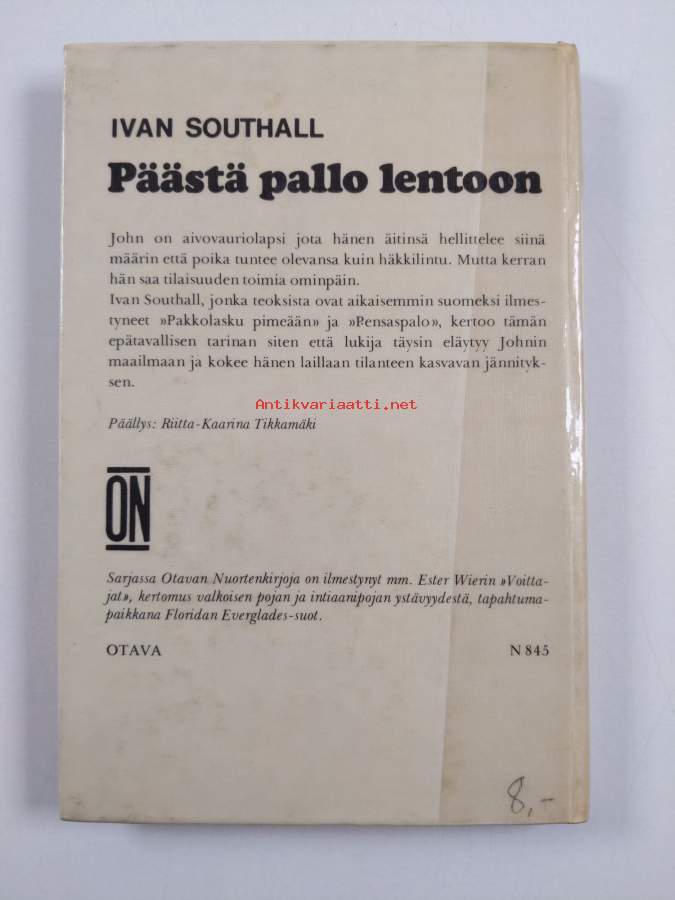 IVAN SOUTHALL
Päästä pallo lentoon
John on aivovauriolapsi jota hänen äitinsä hellittelee siinä
määrin että poika tuntee olevansa kuin häkkilintu. Mutta kerran
hän saa tilaisuuden toimia ominpäin.
Ivan Southall, jonka teoksista ovat aikaisemmin suomeksi ilmes-
tyneet »Pakkolasku pimeään» ja »Pensaspalo», kertoo tämän
epätavallisen tarinan siten että lukija täysin eläytyy Johnin
maailmaan ja kokee hänen laillaan tilanteen kasvavan jännityk-
sen.
Antikvariaatti.net
Päällys: Riitta-Kaarina Tikkamäki
ON
Sarjassa Otavan Nuortenkirjoja on ilmestynyt mm. Ester Wierin »Voitta-
jat», kertomus valkoisen pojan ja intiaanipojan ystävyydestä, tapahtuma-
paikkana Floridan Everglades-suot.
OTAVA N 845
8,-